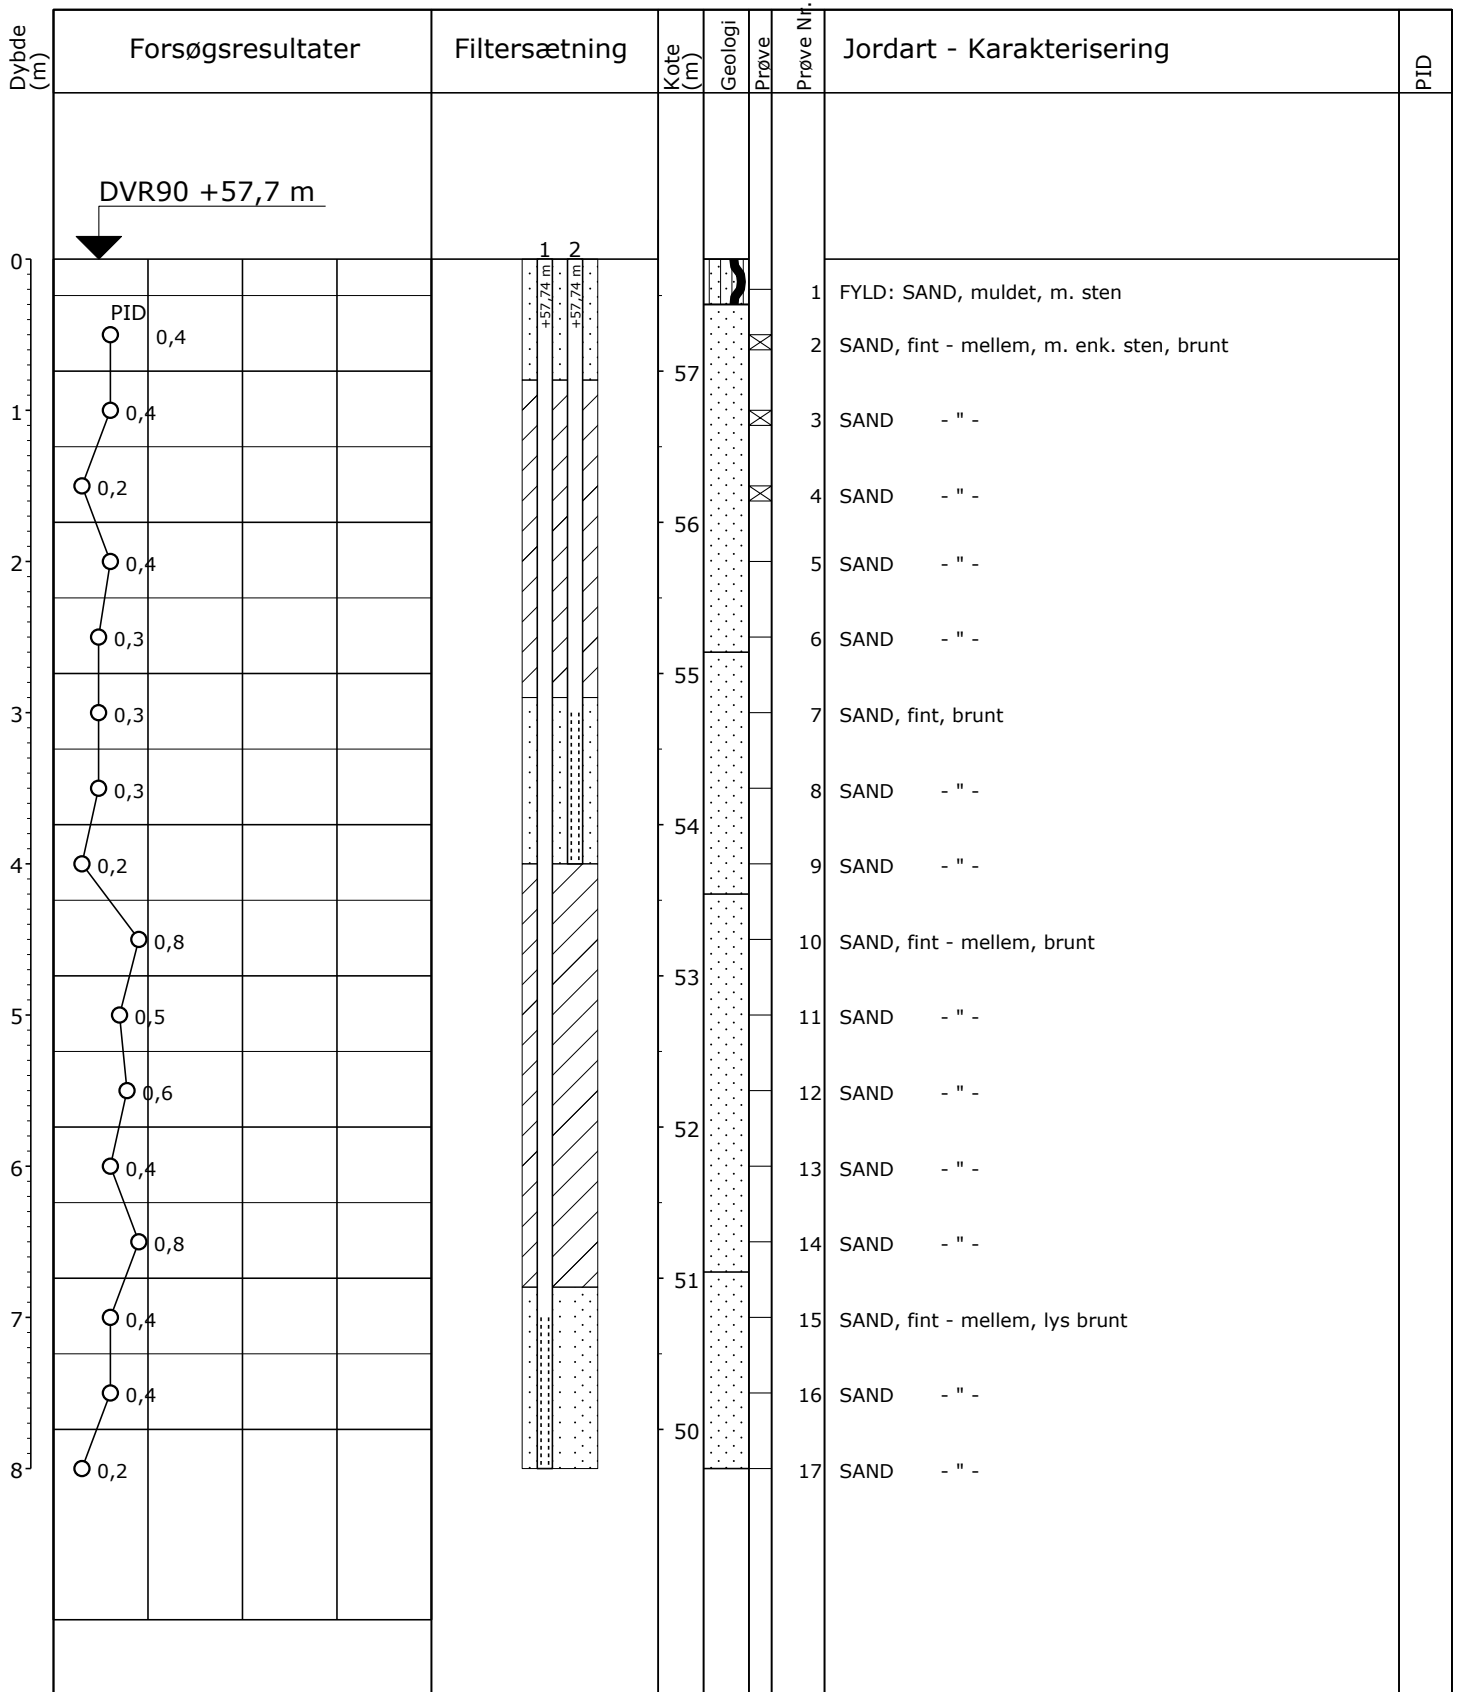 Dybde (m)
Forsøgsresultater
Filtersætning
Kote (m)
Geologi
Prøve
Prøve Nr.
Jordart - Karakterisering
PID
DVR90 +57,7 m
1 2
+57,74 m
+57,74 m
0
1 FYLD: SAND, muldet, m. sten
PID
0,4
2 SAND, fint - mellem, m. enk. sten, brunt
57
1
0,4
3 SAND - " -
0,2
4 SAND - " -
56
2
0,4
5 SAND - " -
0,3
6 SAND - " -
55
3
0,3
7 SAND, fint, brunt
0,3
8 SAND - " -
54
4
0,2
9 SAND - " -
0,8
10 SAND, fint - mellem, brunt
53
5
0,5
11 SAND - " -
0,6
12 SAND - " -
52
6
0,4
13 SAND - " -
0,8
14 SAND - " -
51
7
0,4
15 SAND, fint - mellem, lys brunt
0,4
16 SAND - " -
50
8
0,2
17 SAND - " -